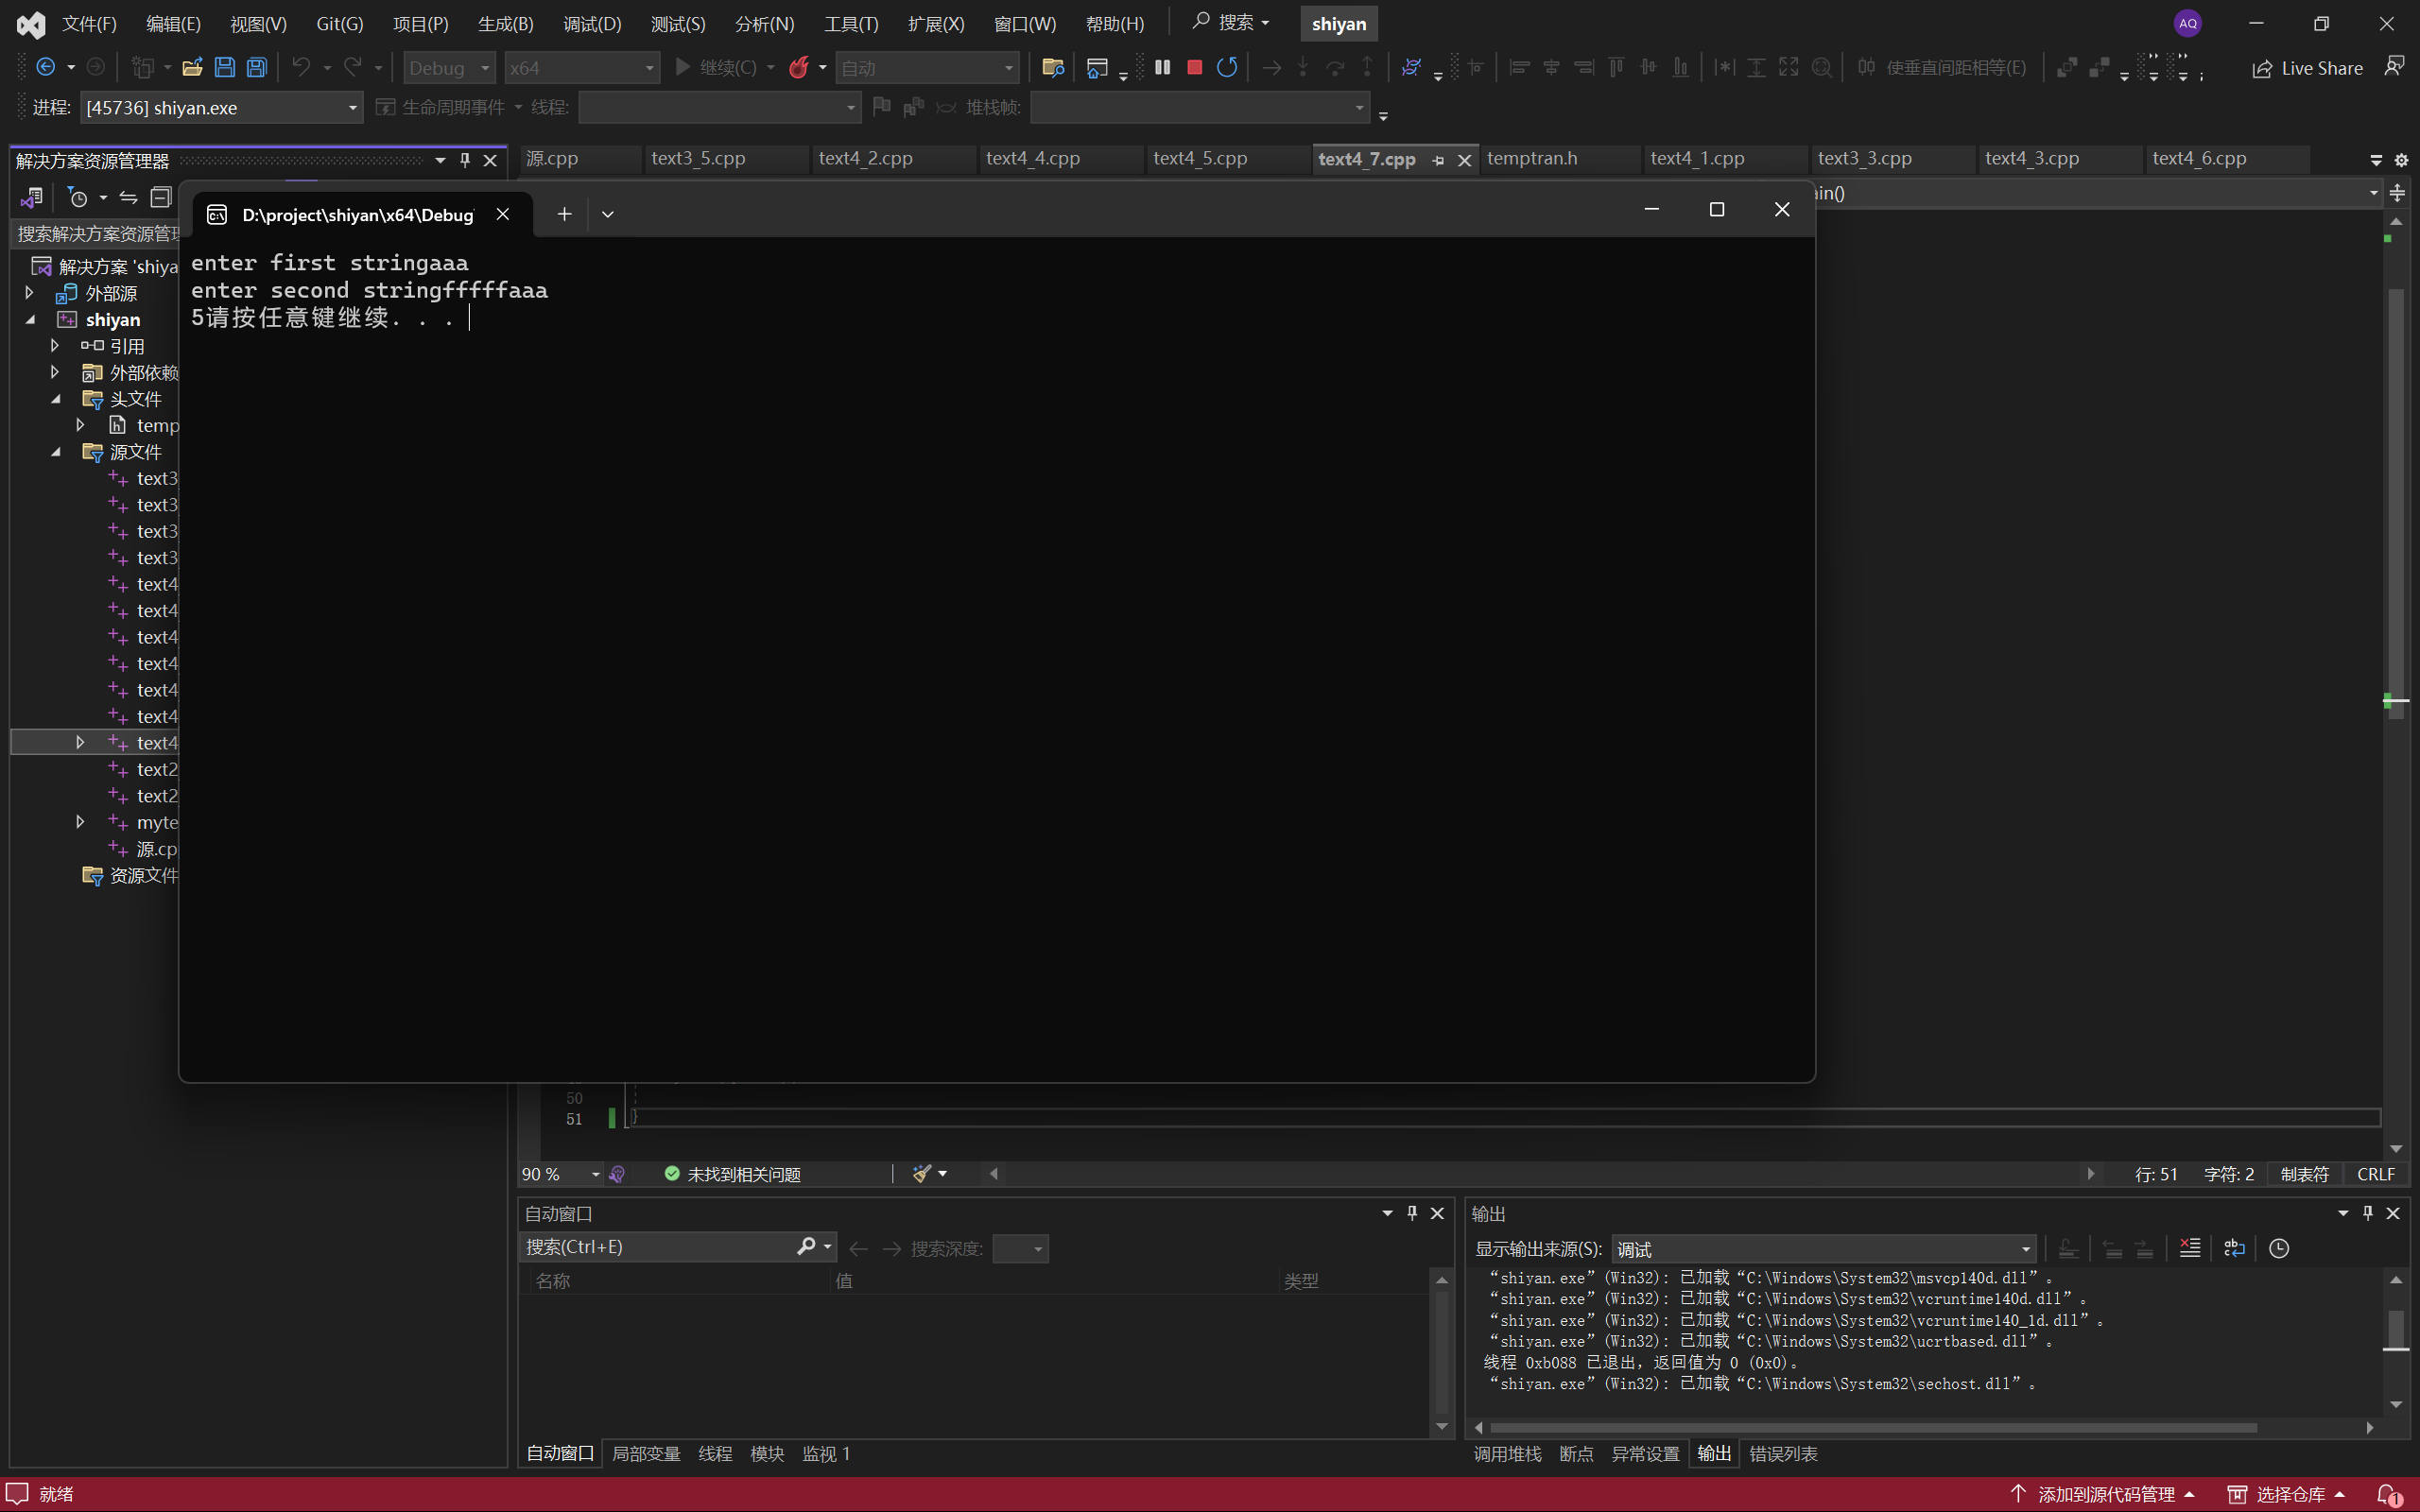 文件(F) 编辑(E) 视图(V) Git(G) 项目(P) 生成(B) 调试(D) 测试(S) 分析(N) 工具(T) 扩展(X) 窗口(W) 帮助(H) 搜索 shiyan AQ
Debug x64 继续(C) 自动 使垂直间距相等(E) Live Share
进程: [45736] shiyan.exe 生命周期事件 线程: 堆栈帧:
解决方案资源管理器
源.cpp text3_5.cpp text4_2.cpp text4_4.cpp text4_5.cpp text4_7.cpp temptran.h text4_1.cpp text3_3.cpp text4_3.cpp text4_6.cpp
搜索解决方案资源管理
ain()
D:\project\shiyan\x64\Debug
enter first stringaaa
enter second stringfffffaaa
5请按任意键继续. . .
解决方案 'shiya
外部源
shiyan
引用
外部依赖
头文件
temp
源文件
text3
text3
text3
text3
text4
text4
text4
text4
text4
text4
text4
text2
text2
myte
源.cp
资源文件
50
51 }
90 % 未找到相关问题 行: 51 字符: 2 制表符 CRLF
自动窗口
搜索(Ctrl+E) 搜索深度:
名称 值 类型
自动窗口 局部变量 线程 模块 监视 1
输出
显示输出来源(S): 调试
“shiyan.exe”(Win32): 已加载“C:\Windows\System32\msvcp140d.dll”。
“shiyan.exe”(Win32): 已加载“C:\Windows\System32\vcruntime140d.dll”。
“shiyan.exe”(Win32): 已加载“C:\Windows\System32\vcruntime140_1d.dll”。
“shiyan.exe”(Win32): 已加载“C:\Windows\System32\ucrtbased.dll”。
线程 0xb088 已退出，返回值为 0 (0x0)。
“shiyan.exe”(Win32): 已加载“C:\Windows\System32\sechost.dll”。
调用堆栈 断点 异常设置 输出 错误列表
就绪 添加到源代码管理 选择仓库 1